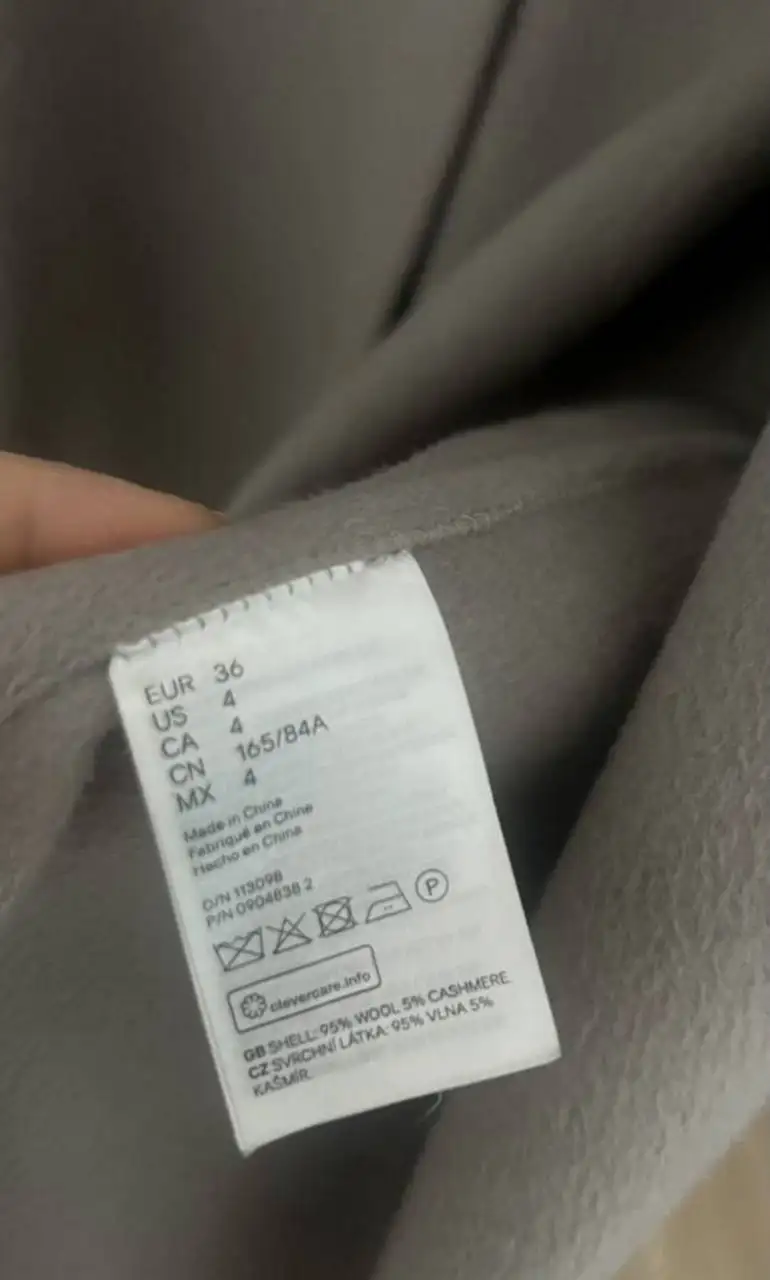 EUR 36
US 4
CA 4
CN 165/84A
MX 4
Made in China
Fabriqué en Chine
Hecho en China
O/N 113098
P/N 0904838 2
P
clevercare.info
GB SHELL: 95% WOOL 5% CASHMERE
CZ SVRCHNÍ LÁTKA: 95% VLNA 5%
KAŠMÍR